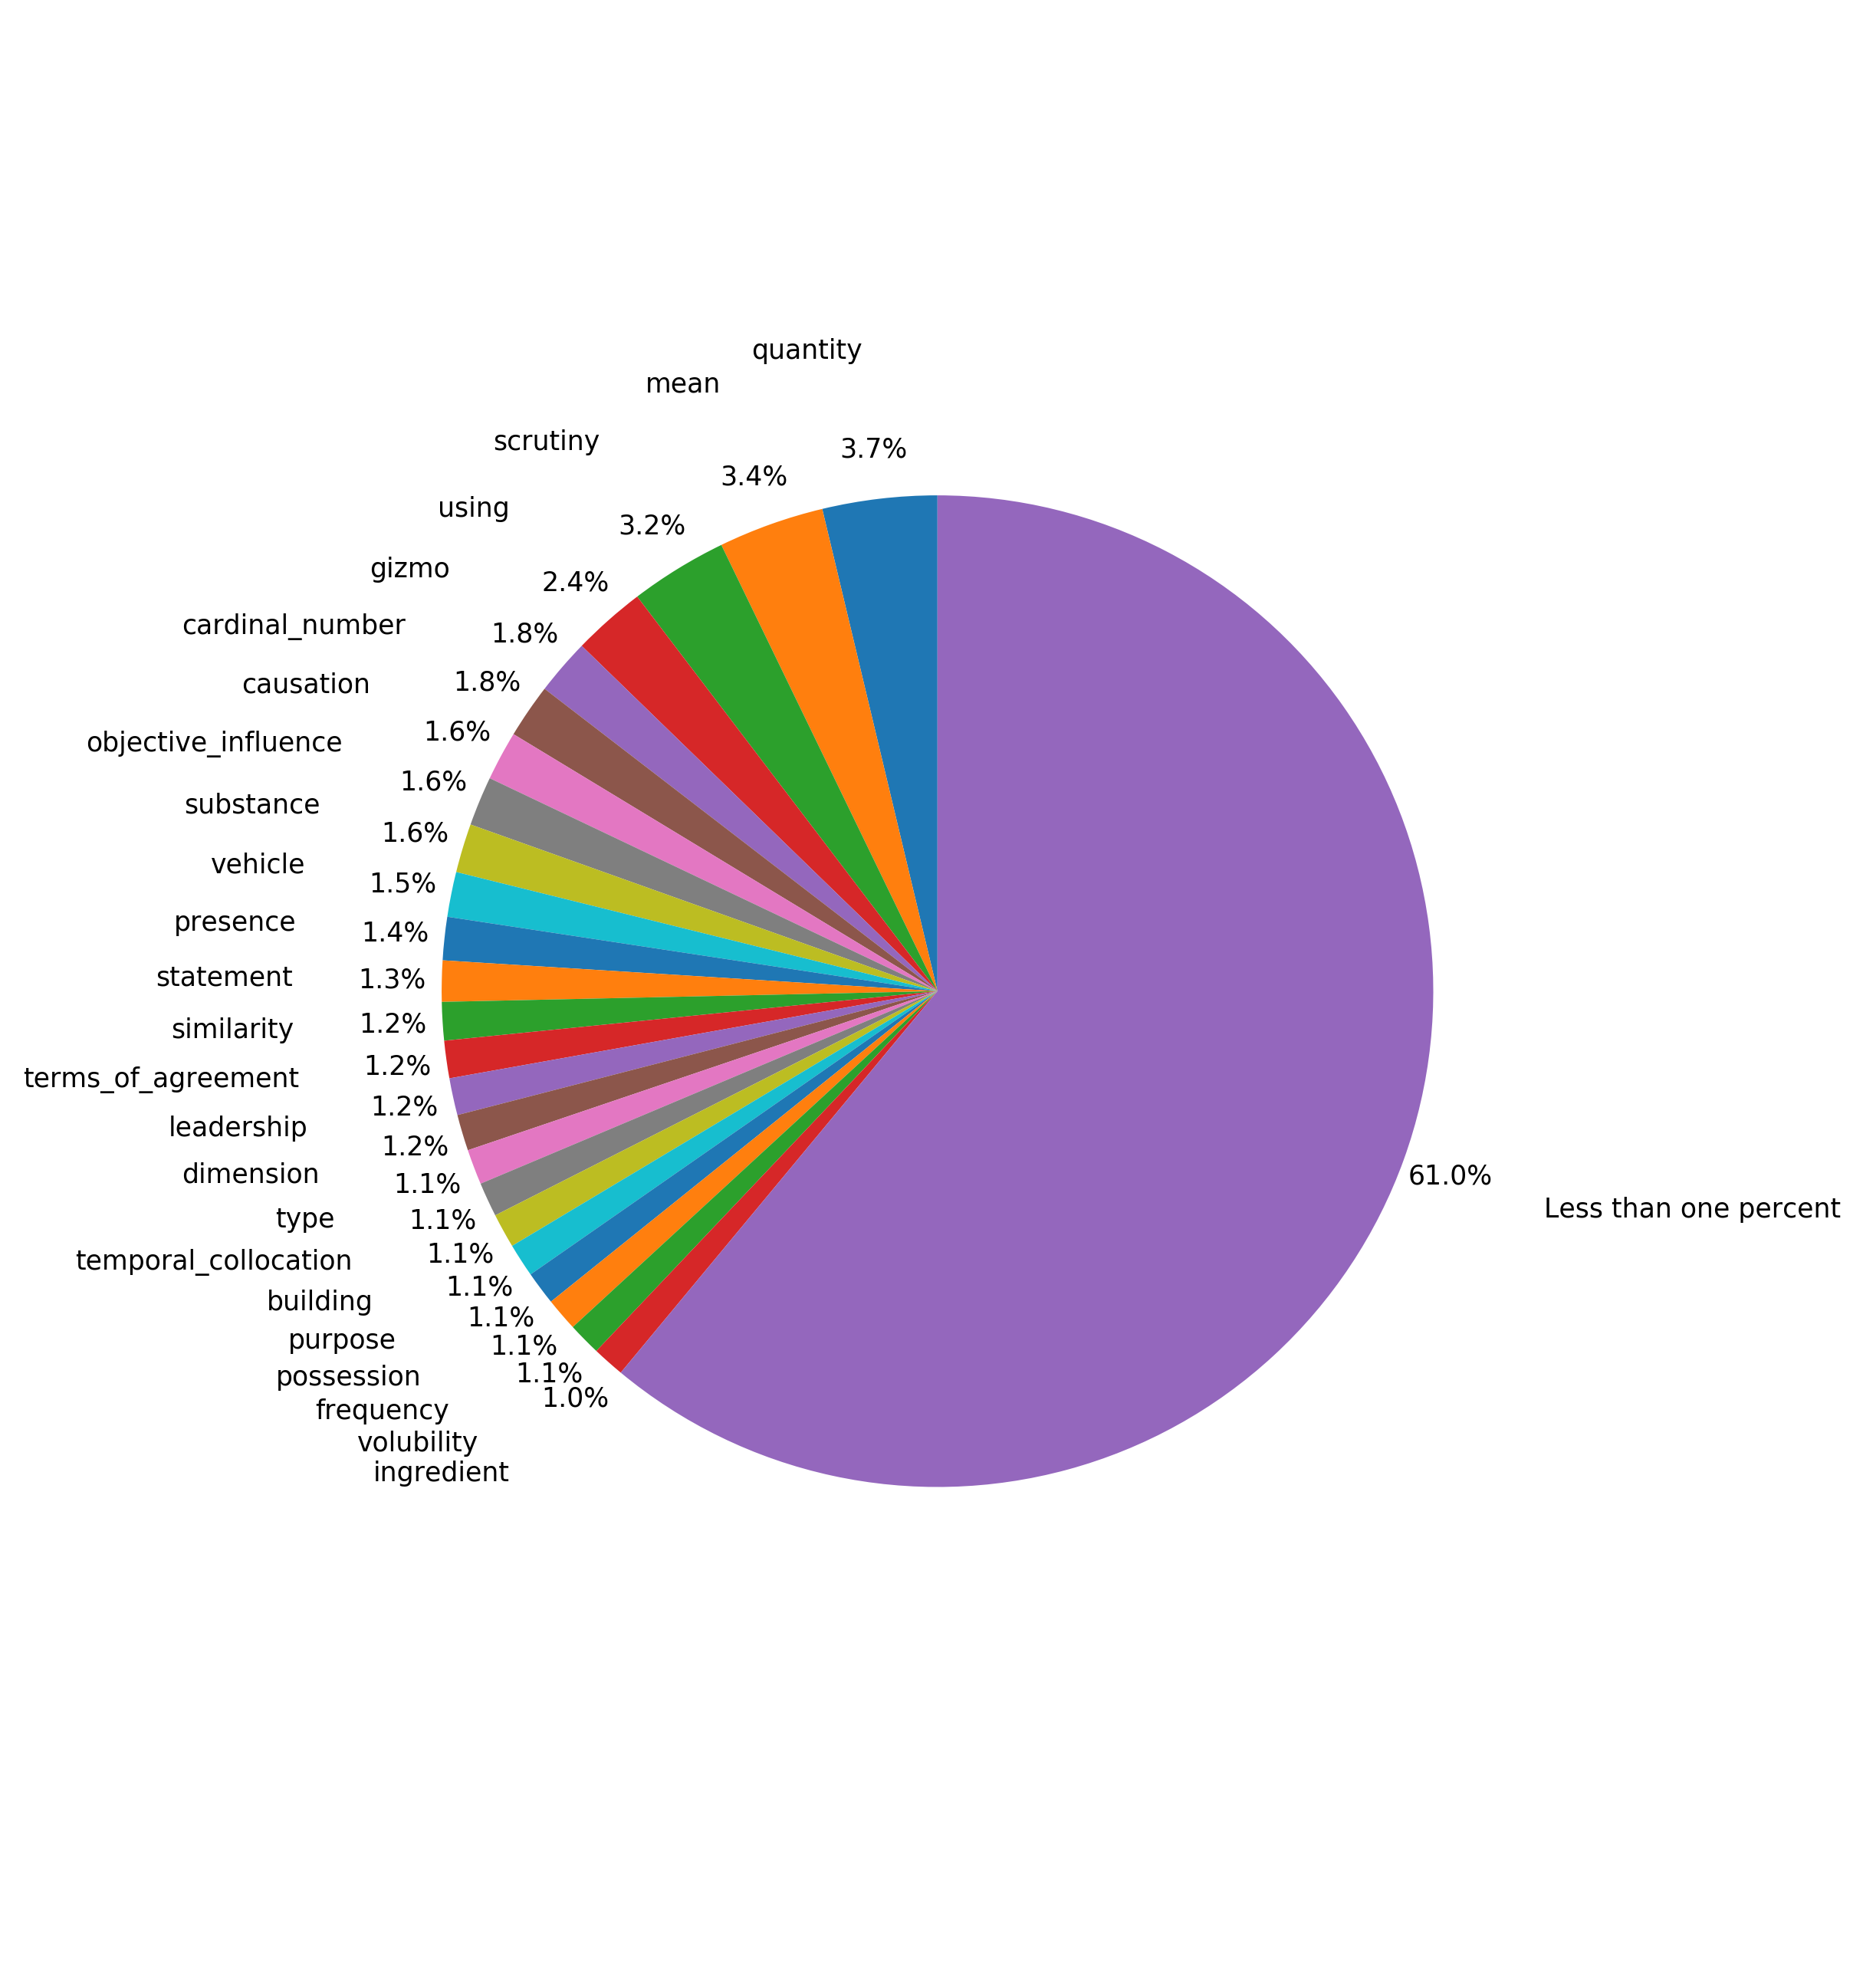 quantity
3.7%
mean
3.4%
scrutiny
3.2%
using
2.4%
gizmo
1.8%
cardinal_number
1.8%
causation
1.6%
objective_influence
1.6%
substance
1.6%
vehicle
1.5%
presence
1.4%
statement
1.3%
similarity
1.2%
terms_of_agreement
1.2%
leadership
1.2%
dimension
1.2%
type
1.1%
temporal_collocation
1.1%
building
1.1%
purpose
1.1%
possession
1.1%
frequency
1.1%
volubility
1.1%
ingredient
1.0%
Less than one percent
61.0%